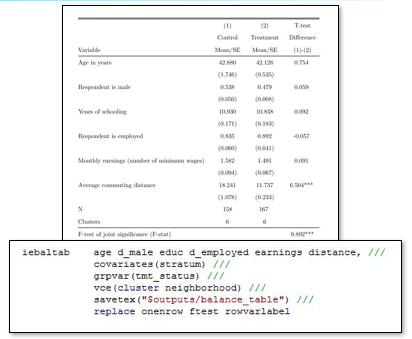 (1) (2) T-test
Control Treatment Difference
Variable Mean/SE Mean/SE (1)-(2)
Age in years 42.880 42.126 0.754
(1.746) (0.535)
Respondent is male 0.538 0.479 0.059
(0.050) (0.068)
Years of schooling 10.930 10.838 0.092
(0.171) (0.183)
Respondent is employed 0.835 0.892 -0.057
(0.060) (0.041)
Monthly earnings (number of minimum wages) 1.582 1.491 0.091
(0.094) (0.067)
Average commuting distance 18.241 11.737 6.504***
(1.078) (0.233)
N 158 167
Clusters 6 6
F-test of joint significance (F-stat) 9.892***
iebaltab age d_male educ d_employed earnings distance, ///
covariates(stratum) ///
grpvar(tmt_status) ///
vce(cluster neighborhood) ///
savetex("$outputs/balance_table") ///
replace onenrow ftest rowvarlabel